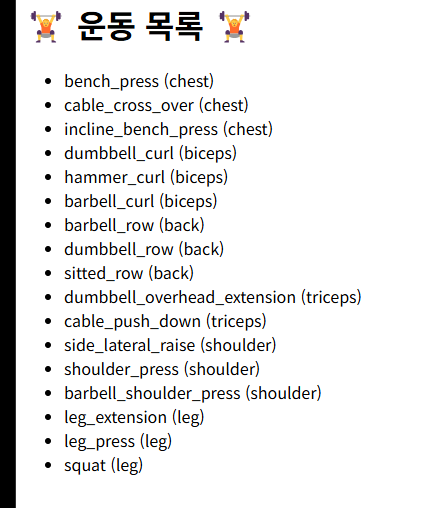 🏋️ 운동 목록 🏋️
• bench_press (chest)
• cable_cross_over (chest)
• incline_bench_press (chest)
• dumbbell_curl (biceps)
• hammer_curl (biceps)
• barbell_curl (biceps)
• barbell_row (back)
• dumbbell_row (back)
• sitted_row (back)
• dumbbell_overhead_extension (triceps)
• cable_push_down (triceps)
• side_lateral_raise (shoulder)
• shoulder_press (shoulder)
• barbell_shoulder_press (shoulder)
• leg_extension (leg)
• leg_press (leg)
• squat (leg)